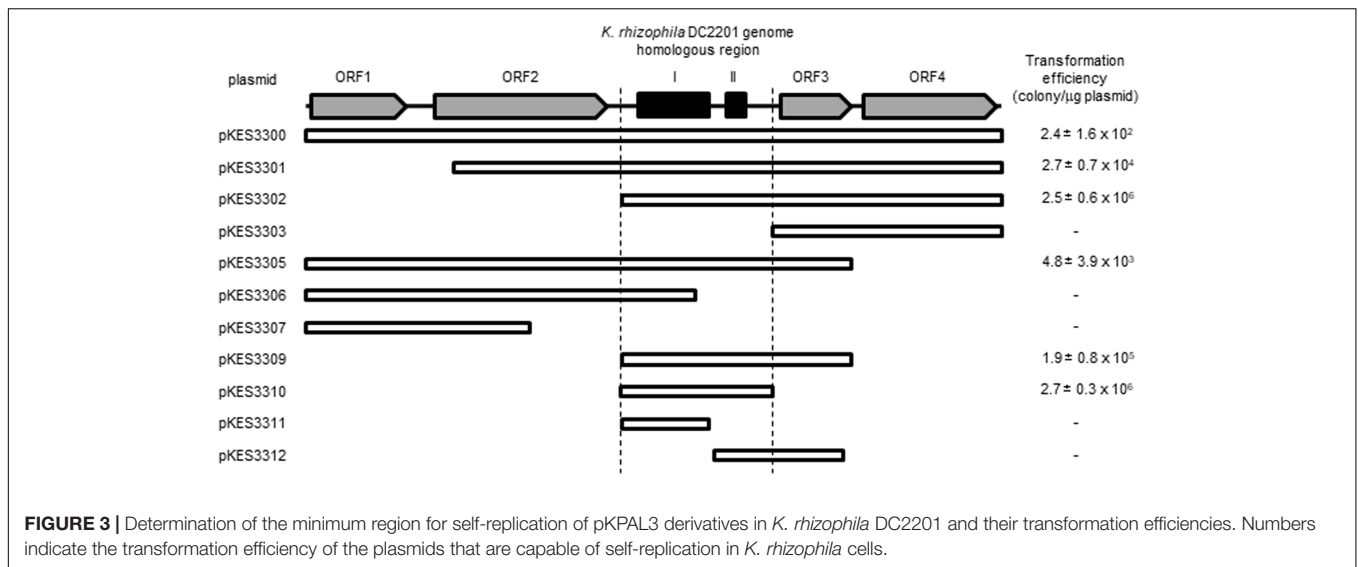 K. rhizophila DC2201 genome
homologous region
plasmid ORF1 ORF2 I II ORF3 ORF4 Transformation
efficiency
(colony/µg plasmid)
pKES3300 2.4 ± 1.6 x 10²
pKES3301 2.7 ± 0.7 x 10⁴
pKES3302 2.5 ± 0.6 x 10⁶
pKES3303 -
pKES3305 4.8 ± 3.9 x 10³
pKES3306 -
pKES3307 -
pKES3309 1.9 ± 0.8 x 10⁵
pKES3310 2.7 ± 0.3 x 10⁶
pKES3311 -
pKES3312 -
FIGURE 3 | Determination of the minimum region for self-replication of pKPAL3 derivatives in K. rhizophila DC2201 and their transformation efficiencies. Numbers
indicate the transformation efficiency of the plasmids that are capable of self-replication in K. rhizophila cells.